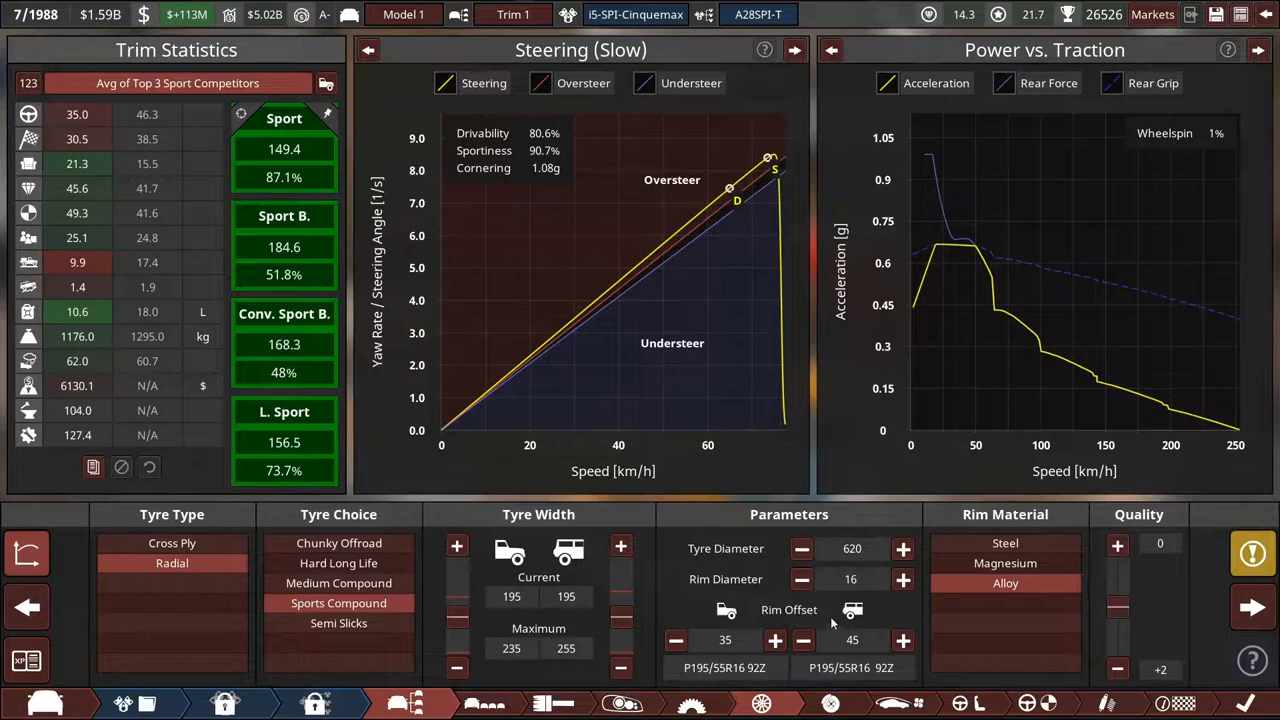 7/1988
$1.59B
$+113M
$5.02B
A-
Model 1
Trim 1
i5-SPI-Cinquemax
A28SPI-T
14.3
21.7
26526
Markets
Trim Statistics
123
Avg of Top 3 Sport Competitors
35.0 46.3
30.5 38.5
21.3 15.5
45.6 41.7
49.3 41.6
25.1 24.8
9.9 17.4
1.4 1.9
10.6 18.0 L
1176.0 1295.0 kg
62.0 60.7
6130.1 N/A $
104.0 N/A
127.4 N/A
Sport
149.4
87.1%
Sport B.
184.6
51.8%
Conv. Sport B.
168.3
48%
L. Sport
156.5
73.7%
Steering (Slow)
?
Steering
Oversteer
Understeer
Drivability 80.6%
Sportiness 90.7%
Cornering 1.08g
Oversteer
Understeer
S
D
Yaw Rate / Steering Angle [1/s]
9.0
8.0
7.0
6.0
5.0
4.0
3.0
2.0
1.0
0.0
0 20 40 60
Speed [km/h]
Power vs. Traction
?
Acceleration
Rear Force
Rear Grip
Wheelspin 1%
Acceleration [g]
1.05
0.9
0.75
0.6
0.45
0.3
0.15
0
0 50 100 150 200 250
Speed [km/h]
Tyre Type
Cross Ply
Radial
Tyre Choice
Chunky Offroad
Hard Long Life
Medium Compound
Sports Compound
Semi Slicks
Tyre Width
Current
195 195
Maximum
235 255
Parameters
Tyre Diameter 620
Rim Diameter 16
Rim Offset
35 45
P195/55R16 92Z P195/55R16 92Z
Rim Material
Steel
Magnesium
Alloy
Quality
0
+2
XP
?